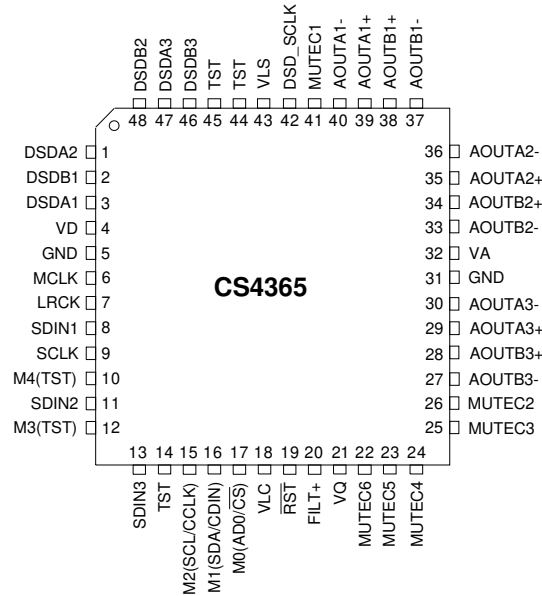 DSDB2
DSDA3
DSDB3
TST
TST
VLS
DSD_SCLK
MUTEC1
AOUTA1-
AOUTA1+
AOUTB1+
AOUTB1-
48 47 46 45 44 43 42 41 40 39 38 37
DSDA2 1
DSDB1 2
DSDA1 3
VD 4
GND 5
MCLK 6
LRCK 7
SDIN1 8
SCLK 9
M4(TST) 10
SDIN2 11
M3(TST) 12
CS4365
36 AOUTA2-
35 AOUTA2+
34 AOUTB2+
33 AOUTB2-
32 VA
31 GND
30 AOUTA3-
29 AOUTA3+
28 AOUTB3+
27 AOUTB3-
26 MUTEC2
25 MUTEC3
13 14 15 16 17 18 19 20 21 22 23 24
SDIN3
TST
M2(SCL/CCLK)
M1(SDA/CDIN)
M0(AD0/CS)
VLC
RST
FILT+
VQ
MUTEC6
MUTEC5
MUTEC4